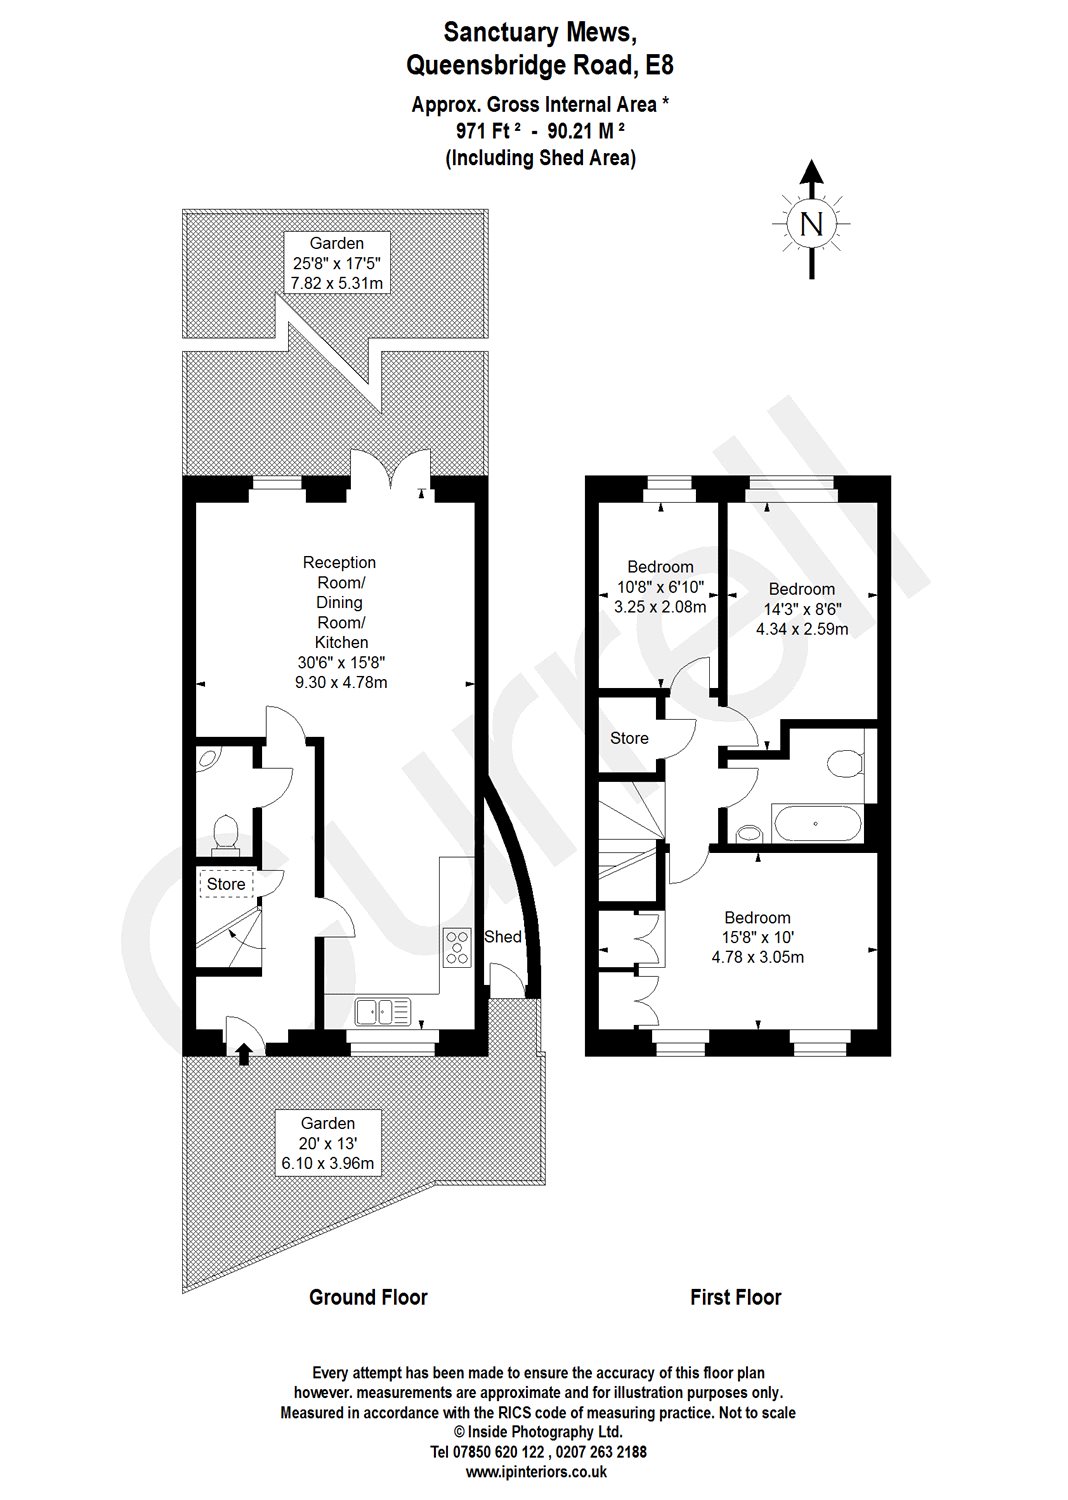 Sanctuary Mews,
Queensbridge Road, E8
Approx. Gross Internal Area *
971 Ft ² - 90.21 M ²
(Including Shed Area)
N
Garden
25'8" x 17'5"
7.82 x 5.31m
Reception
Room/
Dining
Room/
Kitchen
30'6" x 15'8"
9.30 x 4.78m
Store
Shed
Garden
20' x 13'
6.10 x 3.96m
Bedroom
10'8" x 6'10"
3.25 x 2.08m
Bedroom
14'3" x 8'6"
4.34 x 2.59m
Store
Bedroom
15'8" x 10'
4.78 x 3.05m
Currell
Ground Floor
First Floor
Every attempt has been made to ensure the accuracy of this floor plan
however. measurements are approximate and for illustration purposes only.
Measured in accordance with the RICS code of measuring practice. Not to scale
© Inside Photography Ltd.
Tel 07850 620 122 , 0207 263 2188
www.ipinteriors.co.uk